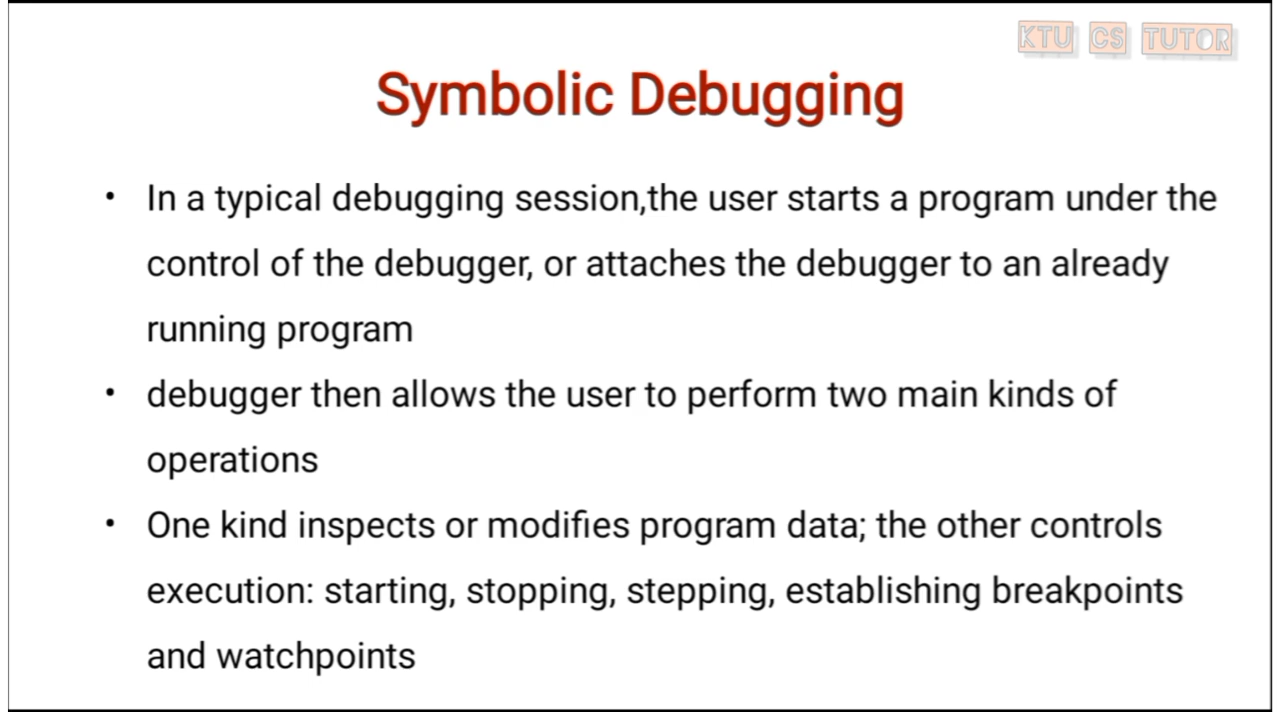 KTU CS TUTOR
Symbolic Debugging
• In a typical debugging session,the user starts a program under the
control of the debugger, or attaches the debugger to an already
running program
• debugger then allows the user to perform two main kinds of
operations
• One kind inspects or modifies program data; the other controls
execution: starting, stopping, stepping, establishing breakpoints
and watchpoints